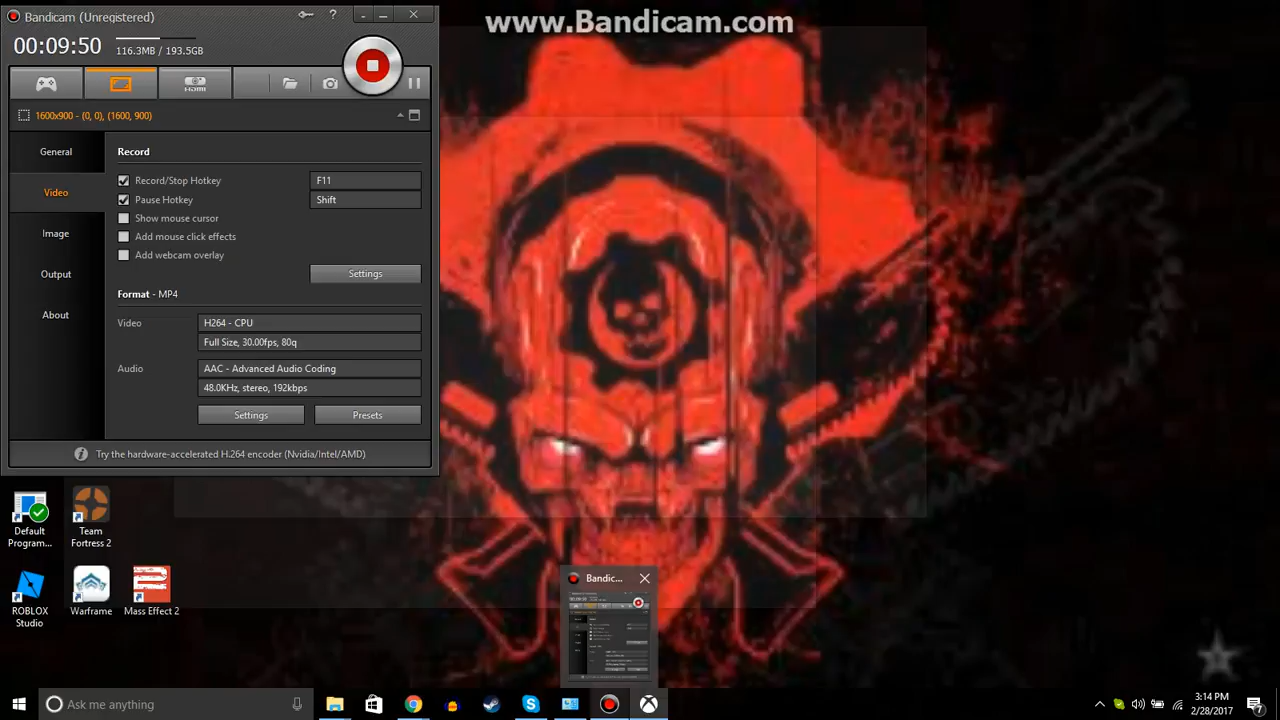 www.Bandicam.com
Bandicam (Unregistered)
00:09:50
116.3MB / 193.5GB
HDMI
1600x900 - (0, 0), (1600, 900)
General
Video
Image
Output
About
Record
Record/Stop Hotkey
F11
Pause Hotkey
Shift
Show mouse cursor
Add mouse click effects
Add webcam overlay
Settings
Format - MP4
Video
H264 - CPU
Full Size, 30.00fps, 80q
Audio
AAC - Advanced Audio Coding
48.0KHz, stereo, 192kbps
Settings
Presets
Try the hardware-accelerated H.264 encoder (Nvidia/Intel/AMD)
Default
Program...
Team
Fortress 2
ROBLOX
Studio
Warframe
Mass Effect 2
Bandic...
Ask me anything
3:14 PM
2/28/2017